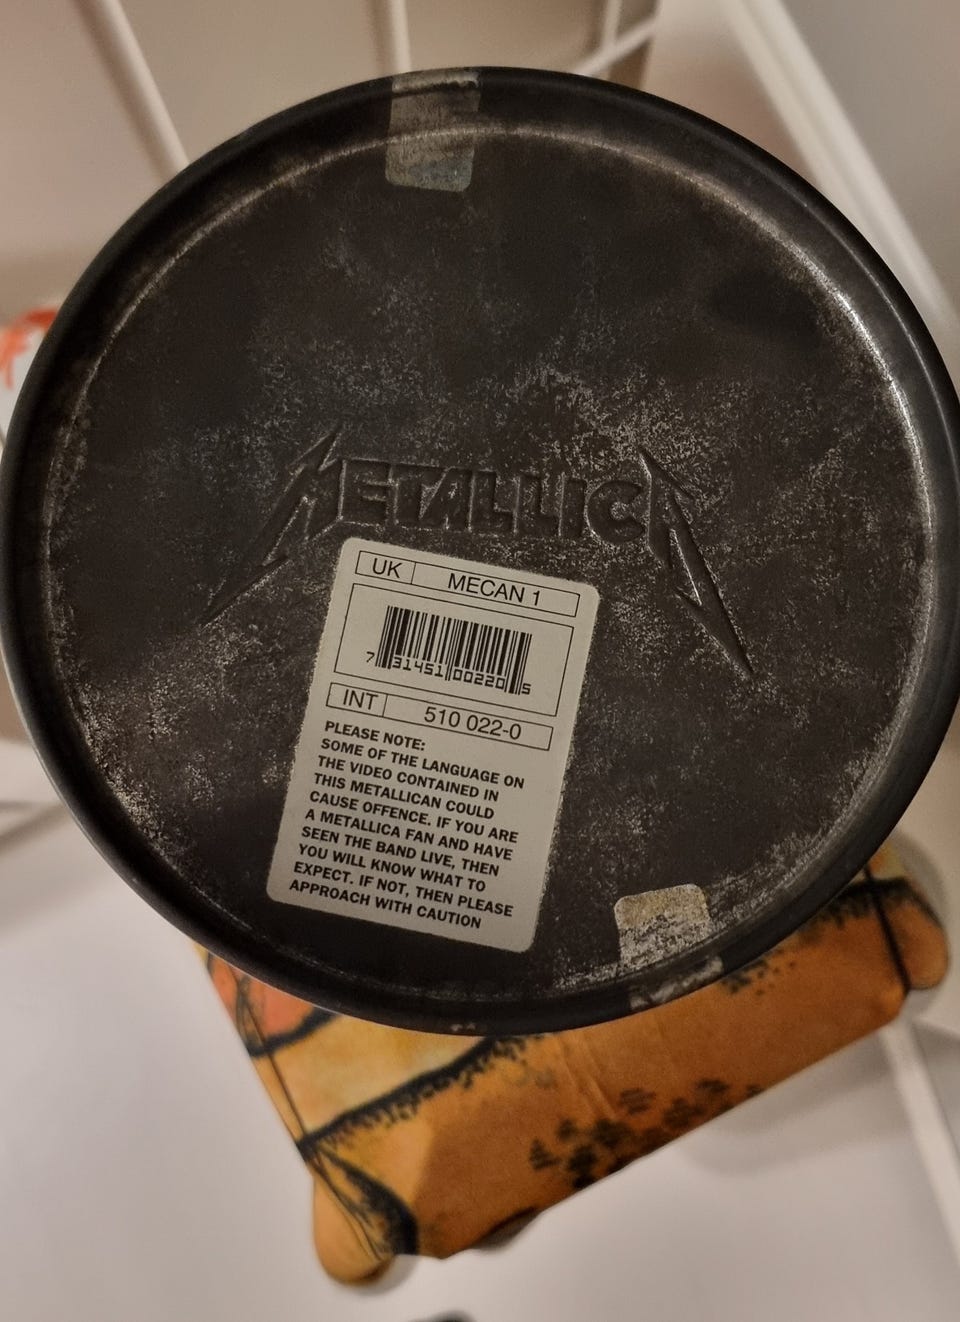 METALLICA
UK MECAN 1
7 31451 00220 5
INT 510 022-0
PLEASE NOTE:
SOME OF THE LANGUAGE ON
THE VIDEO CONTAINED IN
THIS METALLICAN COULD
CAUSE OFFENCE. IF YOU ARE
A METALLICA FAN AND HAVE
SEEN THE BAND LIVE, THEN
YOU WILL KNOW WHAT TO
EXPECT. IF NOT, THEN PLEASE
APPROACH WITH CAUTION